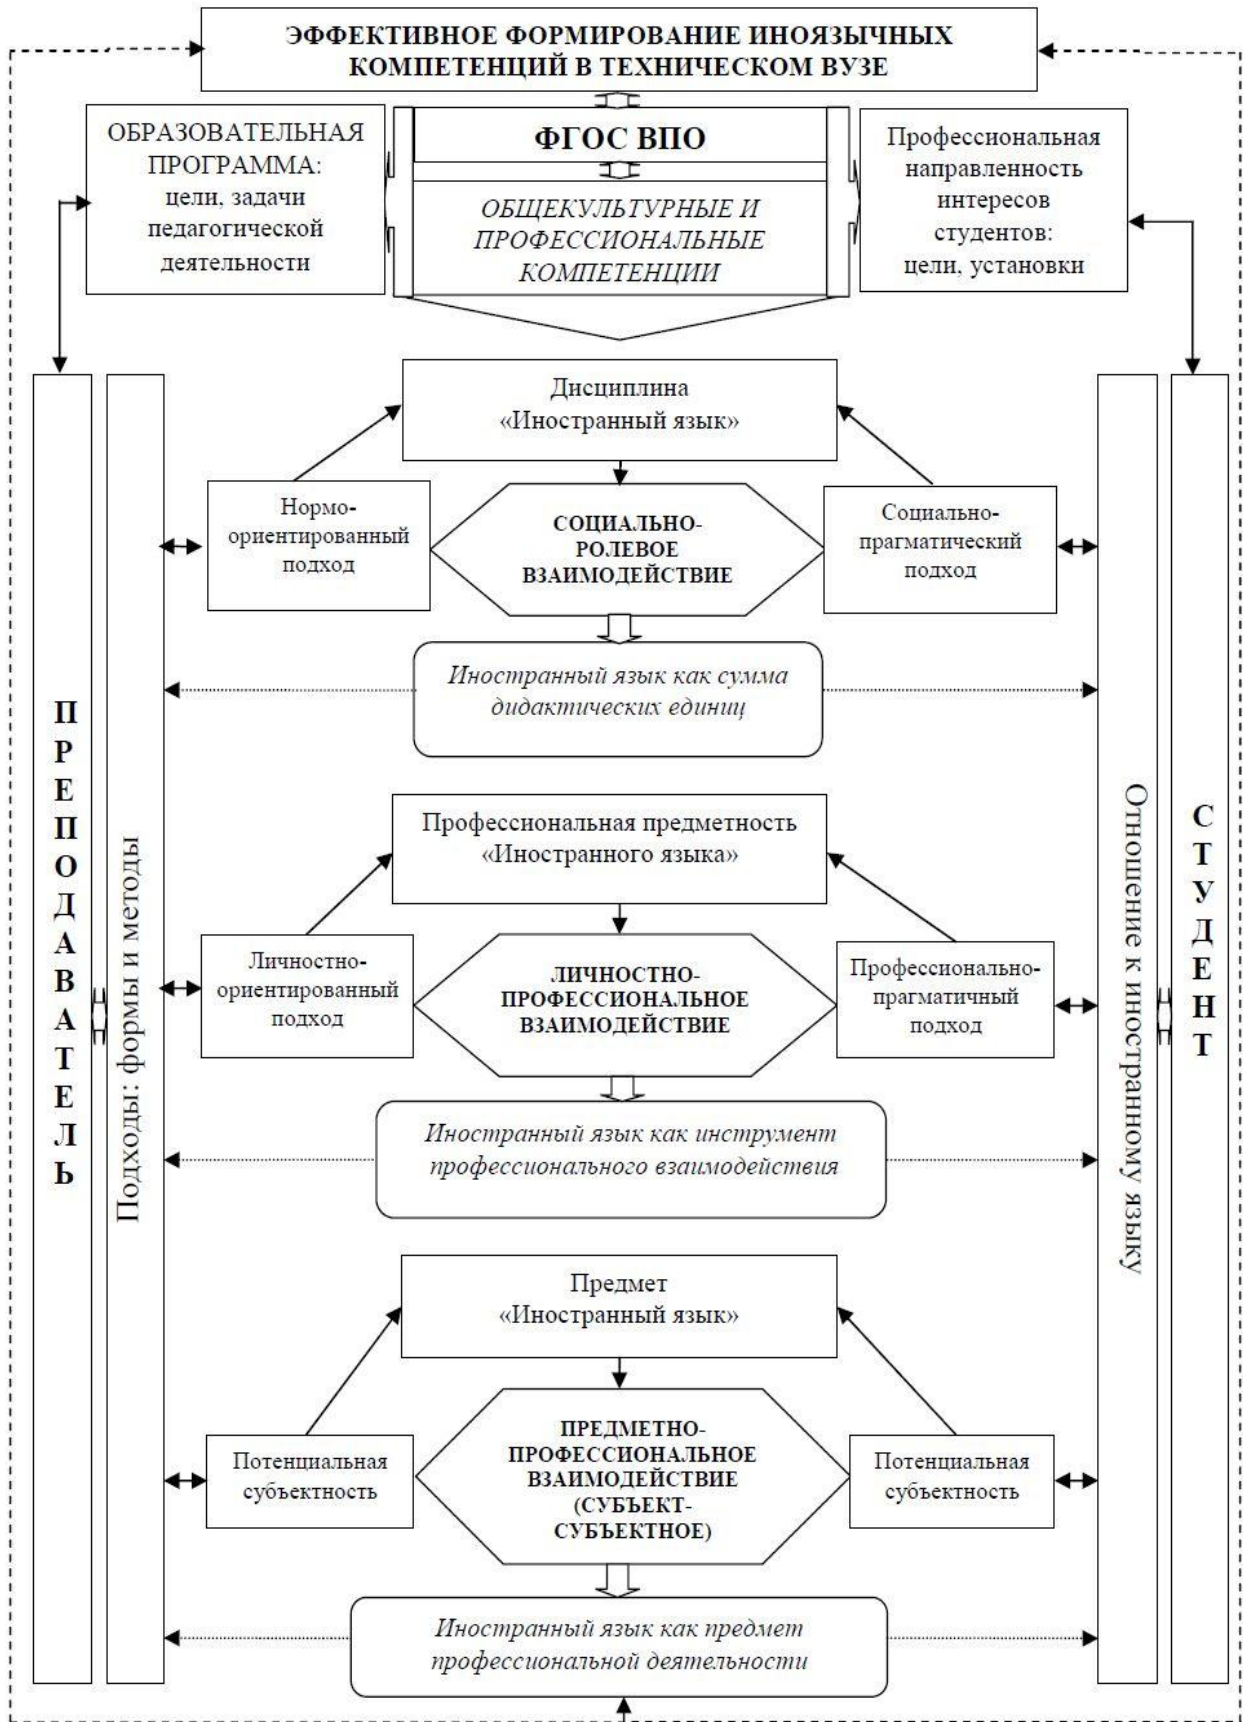 ЭФФЕКТИВНОЕ ФОРМИРОВАНИЕ ИНОЯЗЫЧНЫХ
КОМПЕТЕНЦИЙ В ТЕХНИЧЕСКОМ ВУЗЕ
ОБРАЗОВАТЕЛЬНАЯ
ПРОГРАММА:
цели, задачи
педагогической
деятельности
ФГОС ВПО
ОБЩЕКУЛЬТУРНЫЕ И
ПРОФЕССИОНАЛЬНЫЕ
КОМПЕТЕНЦИИ
Профессиональная
направленность
интересов
студентов:
цели, установки
ПРЕПОДАВАТЕЛЬ
Подходы: формы и методы
Дисциплина
«Иностранный язык»
Нормо-
ориентированный
подход
СОЦИАЛЬНО-
РОЛЕВОЕ
ВЗАИМОДЕЙСТВИЕ
Социально-
прагматический
подход
Иностранный язык как сумма
дидактических единиц
Профессиональная предметность
«Иностранного языка»
Личностно-
ориентированный
подход
ЛИЧНОСТНО-
ПРОФЕССИОНАЛЬНОЕ
ВЗАИМОДЕЙСТВИЕ
Профессионально-
прагматичный
подход
Иностранный язык как инструмент
профессионального взаимодействия
Предмет
«Иностранный язык»
Потенциальная
субъектность
ПРЕДМЕТНО-
ПРОФЕССИОНАЛЬНОЕ
ВЗАИМОДЕЙСТВИЕ
(СУБЪЕКТ-
СУБЪЕКТНОЕ)
Потенциальная
субъектность
Иностранный язык как предмет
профессиональной деятельности
Отношение к иностранному языку
СТУДЕНТ